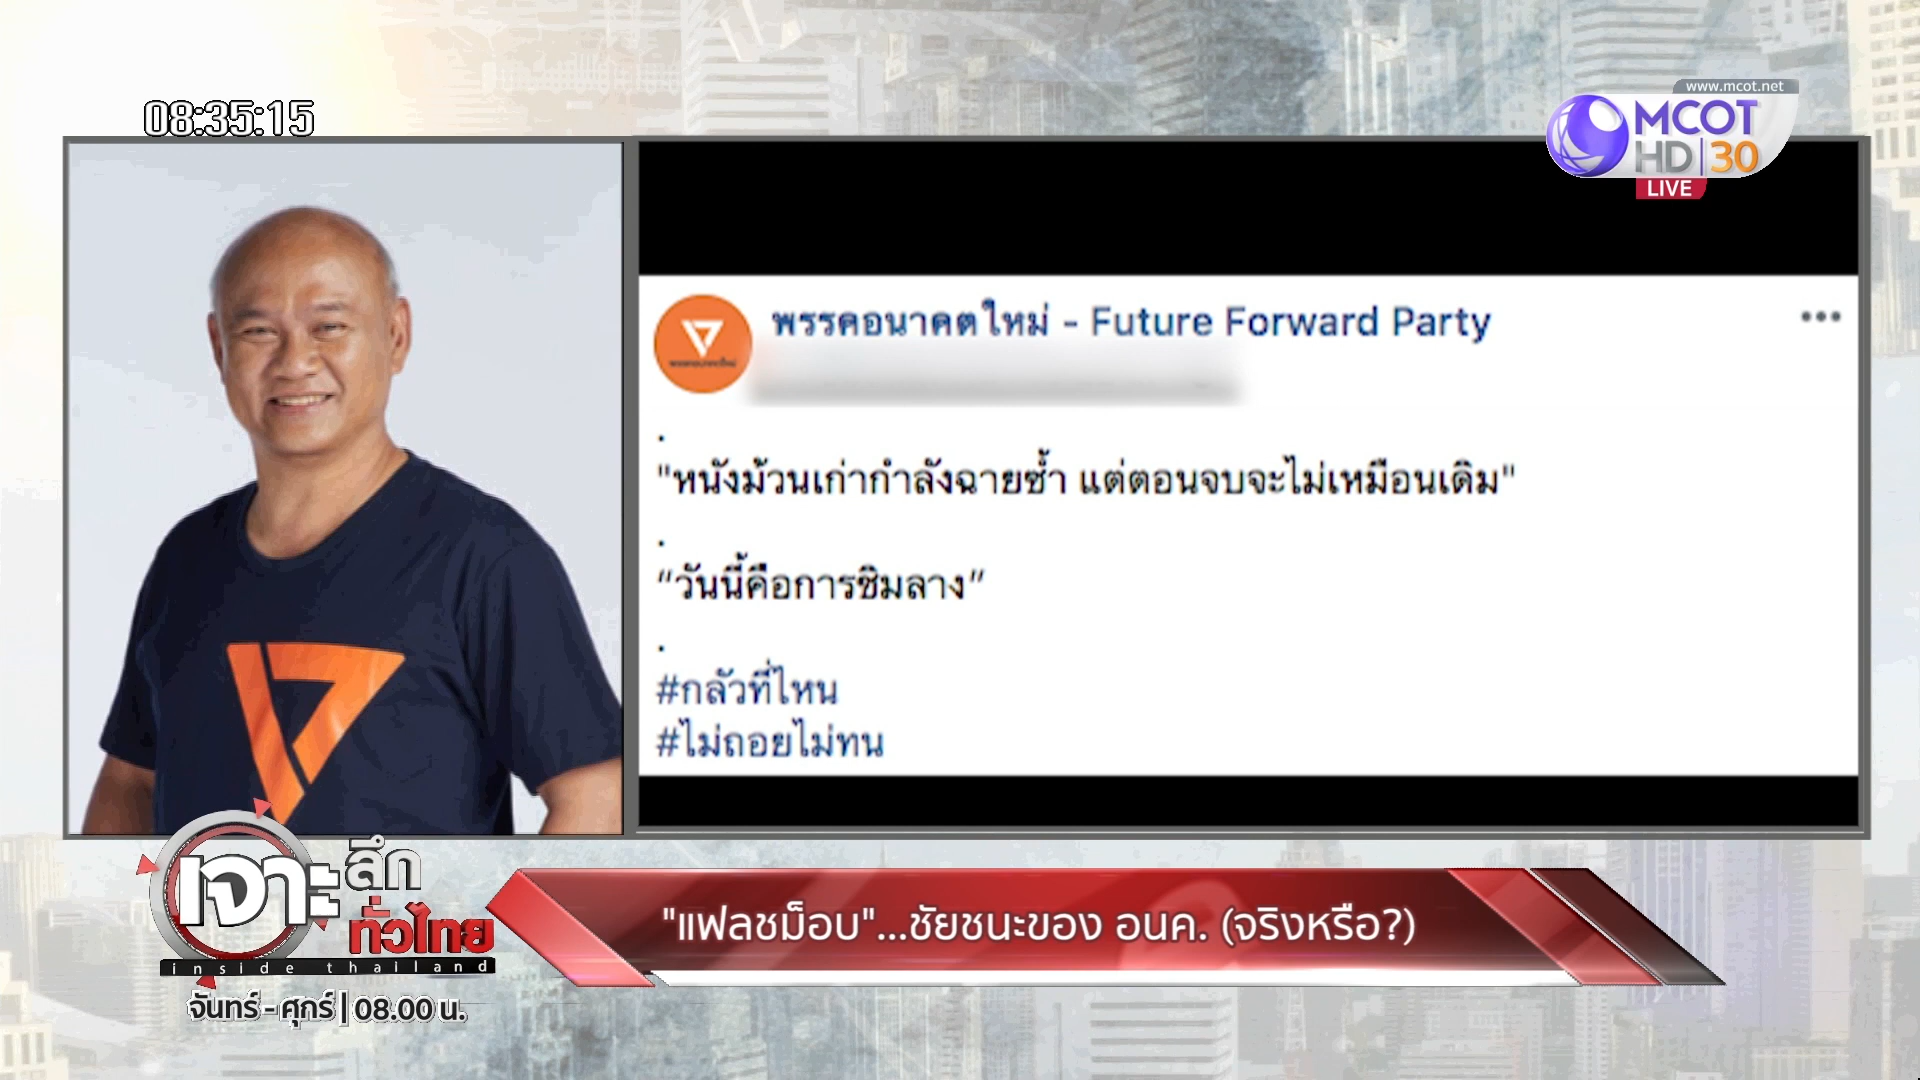 08:35:15
www.mcot.net
MCOT
HD 30
LIVE
พรรคอนาคตใหม่ - Future Forward Party
.
"หนังม้วนเก่ากำลังฉายซ้ำ แต่ตอนจบจะไม่เหมือนเดิม"
.
“วันนี้คือการชิมลาง”
.
#กลัวที่ไหน
#ไม่ถอยไม่ทน
เจาะลึก
ทั่วไทย
inside thailand
จันทร์ - ศุกร์ | 08.00 น.
"แฟลชม็อบ"...ชัยชนะของ อนค. (จริงหรือ?)